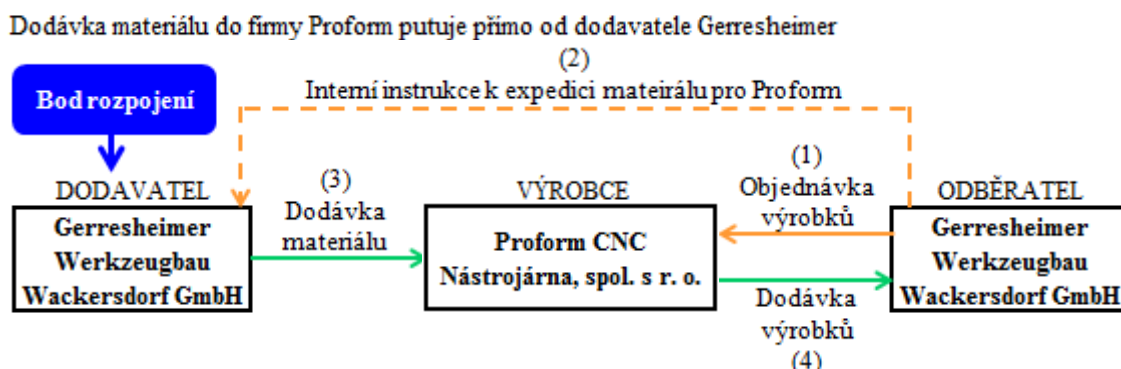 Dodávka materiálu do firmy Proform putuje přímo od dodavatele Gerresheimer
(2)
Interní instrukce k expedici mateirálu pro Proform
Bod rozpojení
(1)
Objednávka
výrobků
(3)
Dodávka
materiálu
DODAVATEL
Gerresheimer
Werkzeugbau
Wackersdorf GmbH
VÝROBCE
Proform CNC
Nástrojárna, spol. s r. o.
ODBĚRATEL
Gerresheimer
Werkzeugbau
Wackersdorf GmbH
Dodávka
výrobků
(4)